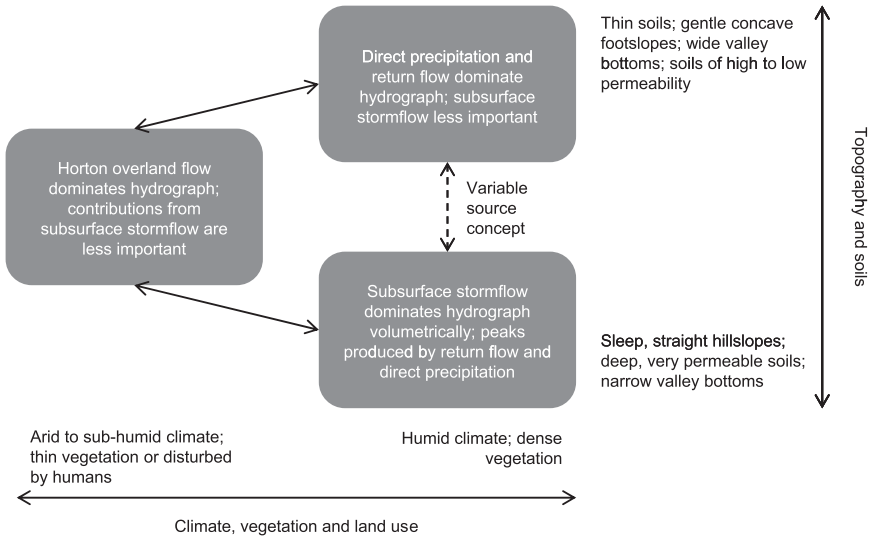 Direct precipitation and
return flow dominate
hydrograph; subsurface
stormflow less important
Thin soils; gentle concave
footslopes; wide valley
bottoms; soils of high to low
permeability
Horton overland flow
dominates hydrograph;
contributions from
subsurface stormflow are
less important
Variable
source
concept
Topography and soils
Subsurface stormflow
dominates hydrograph
volumetrically; peaks
produced by return flow and
direct precipitation
Sleep, straight hillslopes;
deep, very permeable soils;
narrow valley bottoms
Arid to sub-humid climate;
thin vegetation or disturbed
by humans
Humid climate; dense
vegetation
Climate, vegetation and land use